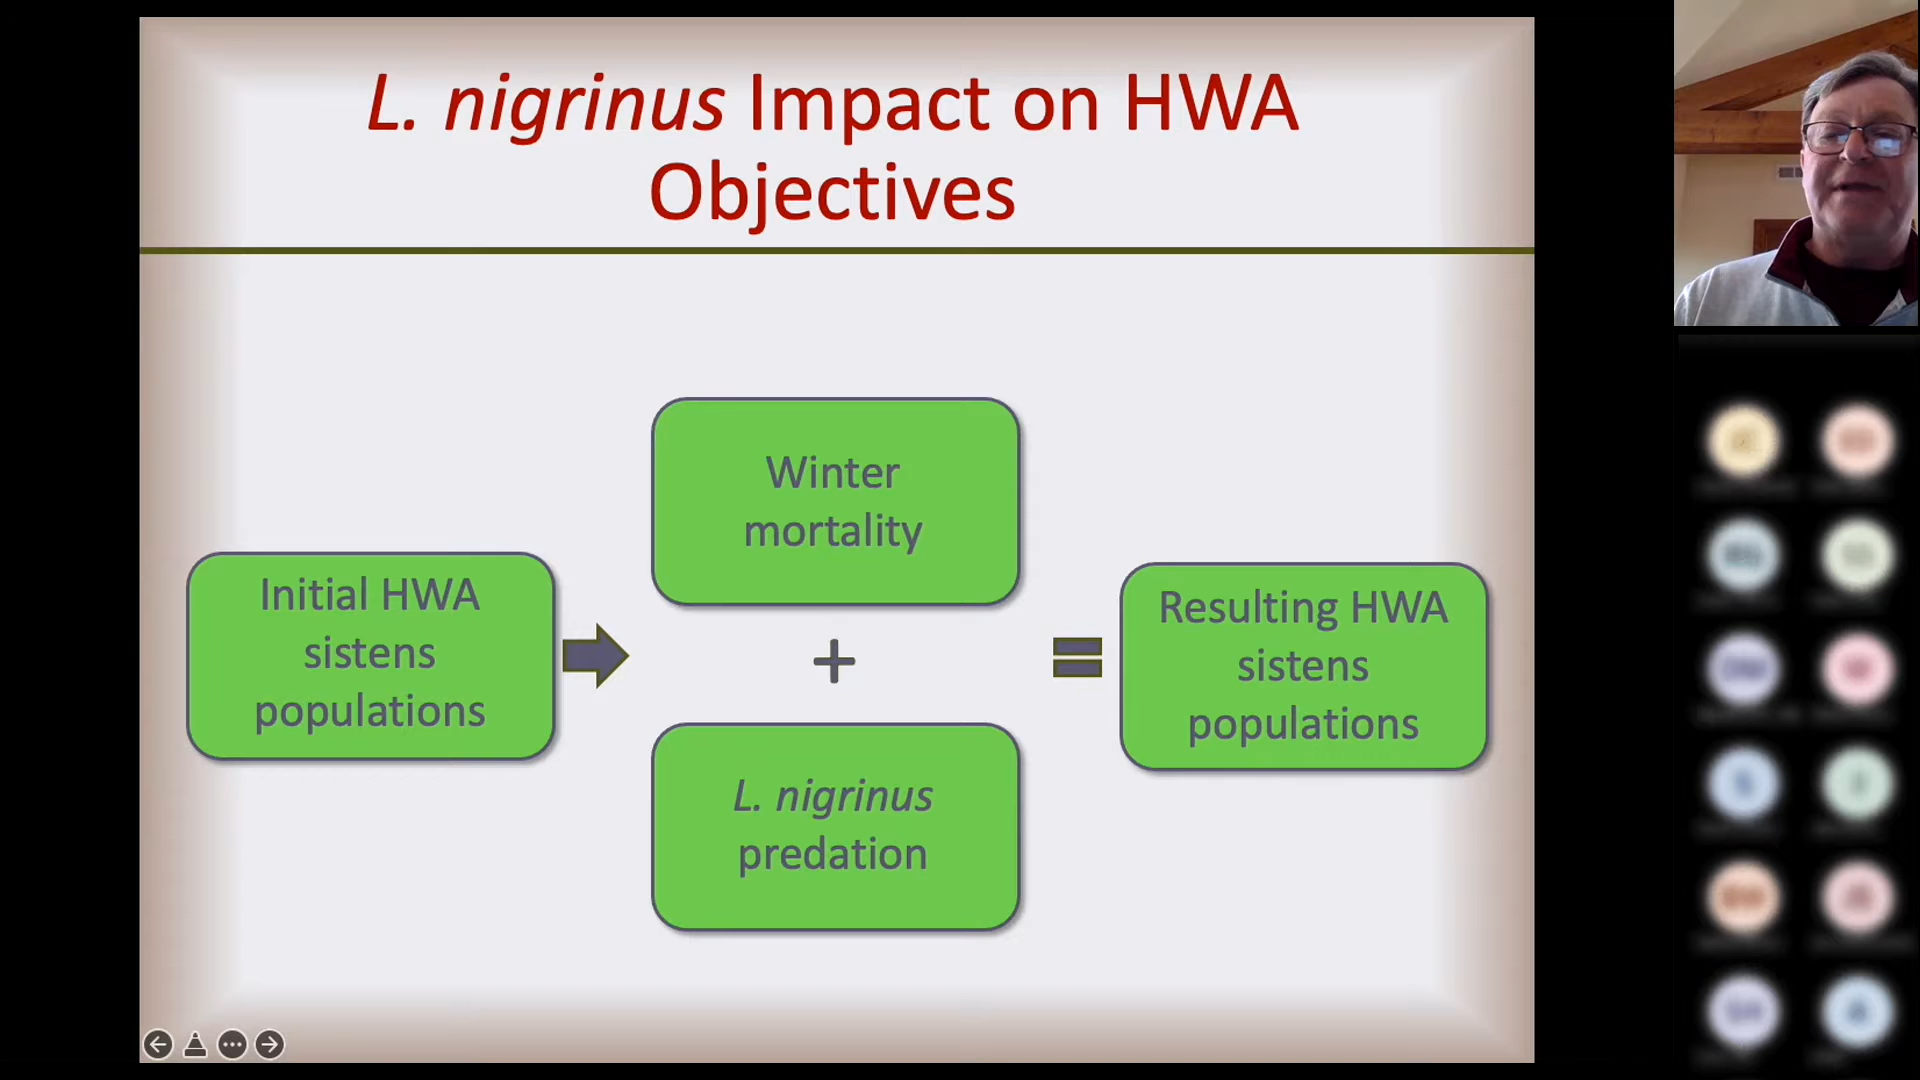 L. nigrinus Impact on HWA
Objectives
Initial HWA
sistens
populations
Winter
mortality
+
L. nigrinus
predation
=
Resulting HWA
sistens
populations